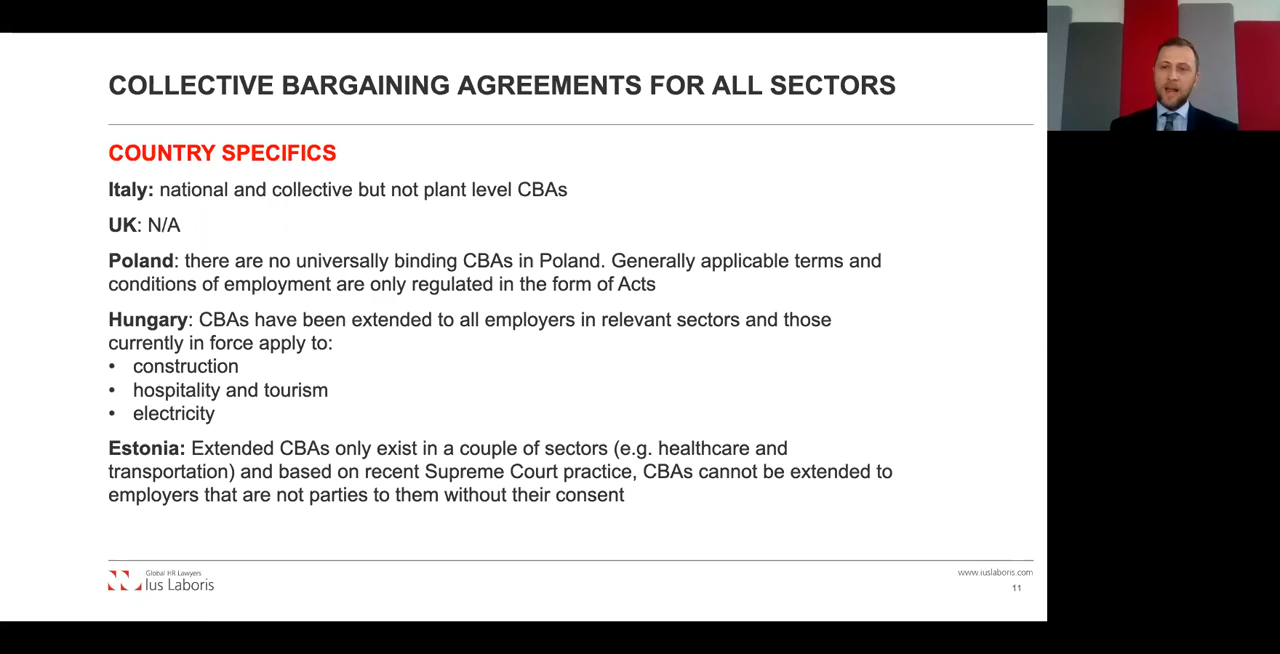 COLLECTIVE BARGAINING AGREEMENTS FOR ALL SECTORS
COUNTRY SPECIFICS
Italy: national and collective but not plant level CBAs
UK: N/A
Poland: there are no universally binding CBAs in Poland. Generally applicable terms and
conditions of employment are only regulated in the form of Acts
Hungary: CBAs have been extended to all employers in relevant sectors and those
currently in force apply to:
• construction
• hospitality and tourism
• electricity
Estonia: Extended CBAs only exist in a couple of sectors (e.g. healthcare and
transportation) and based on recent Supreme Court practice, CBAs cannot be extended to
employers that are not parties to them without their consent
Global HR Lawyers
Ius Laboris
www.iuslaboris.com
11